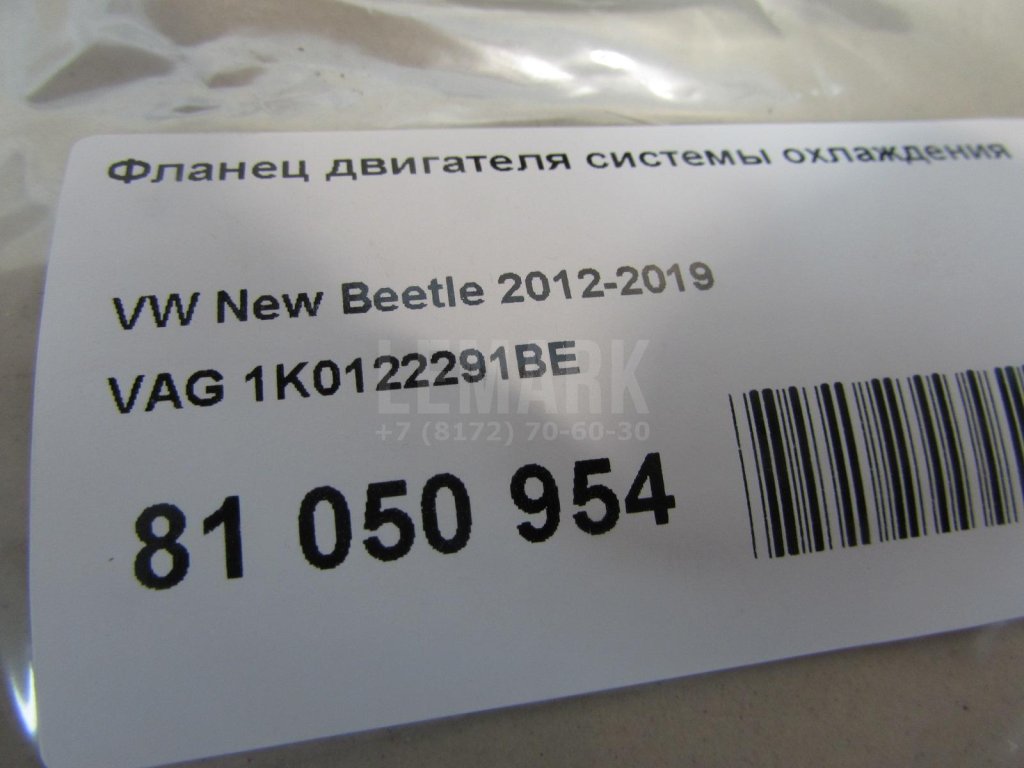 Фланец двигателя системы охлаждения
VW New Beetle 2012-2019
VAG 1K0122291BE
LEMARK
+7 (8172) 70-60-30
81 050 954